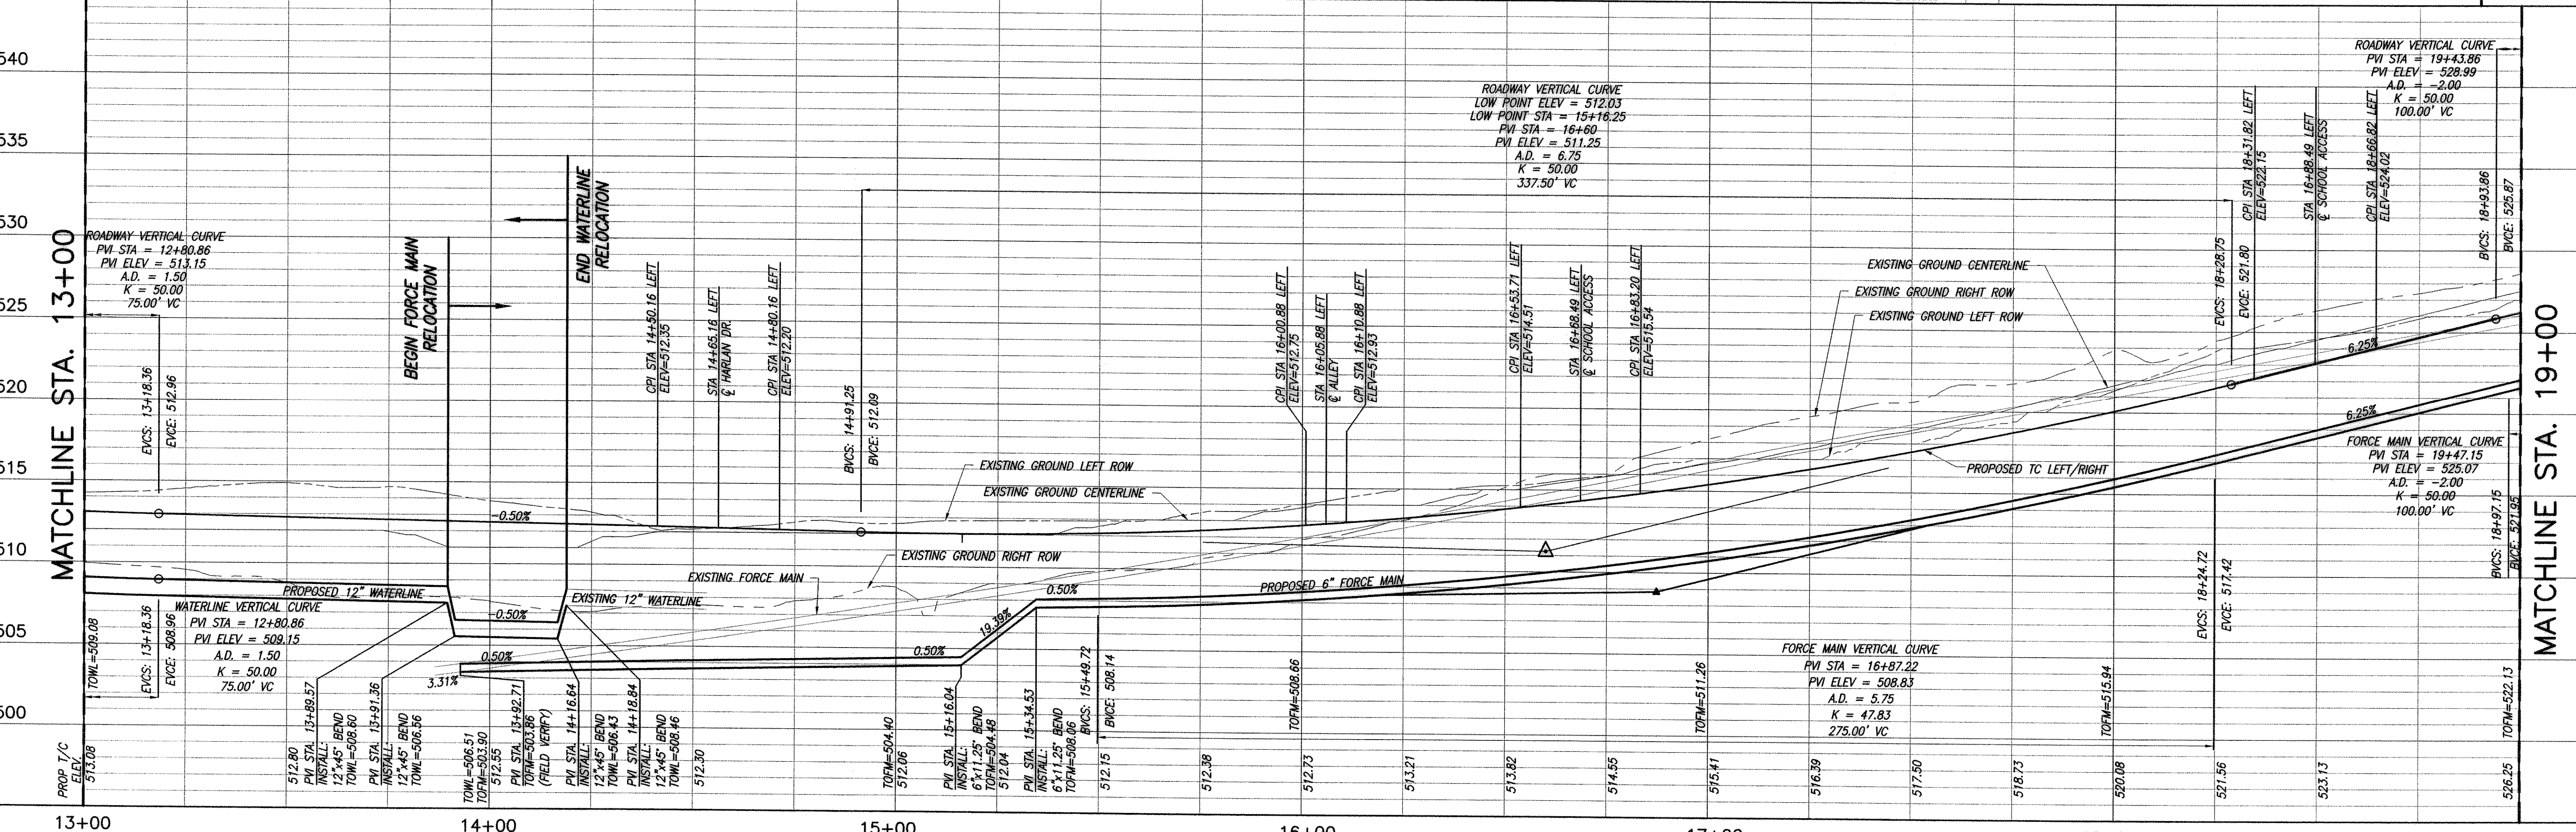 540
535
530
525
520
515
510
505
500
MATCHLINE STA. 13+00
ROADWAY VERTICAL CURVE
PVI STA = 12+80.86
PVI ELEV = 513.15
A.D. = 1.50
K = 50.00
75.00' VC
EVCS: 13+18.36
EVCE: 512.96
BEGIN FORCE MAIN
RELOCATION
END WATERLINE
RELOCATION
CPI STA 14+50.16 LEFT
ELEV=512.35
STA 14+65.16 LEFT
℄ HARLAN DR.
CPI STA 14+80.16 LEFT
ELEV=512.20
BVCS: 14+91.25
BVCE: 512.09
ROADWAY VERTICAL CURVE
LOW POINT ELEV = 512.03
LOW POINT STA = 15+16.25
PVI STA = 16+60
PVI ELEV = 511.25
A.D. = 6.75
K = 50.00
337.50' VC
CPI STA 16+00.88 LEFT
ELEV=512.75
STA 16+05.88 LEFT
℄ ALLEY
CPI STA 16+10.88 LEFT
ELEV=512.93
CPI STA 16+53.71 LEFT
ELEV=514.51
STA 16+68.49 LEFT
℄ SCHOOL ACCESS
CPI STA 16+83.20 LEFT
ELEV=515.54
EXISTING GROUND CENTERLINE
EXISTING GROUND RIGHT ROW
EXISTING GROUND LEFT ROW
EVCS: 18+28.75
EVCE: 521.80
CPI STA 18+31.82 LEFT
ELEV=522.15
STA 16+88.49 LEFT
℄ SCHOOL ACCESS
CPI STA 18+66.82 LEFT
ELEV=524.02
ROADWAY VERTICAL CURVE
PVI STA = 19+43.86
PVI ELEV = 528.99
A.D. = -2.00
K = 50.00
100.00' VC
BVCS: 18+93.86
BVCE: 525.87
MATCHLINE STA. 19+00
-0.50%
6.25%
EXISTING GROUND LEFT ROW
EXISTING GROUND CENTERLINE
EXISTING GROUND RIGHT ROW
EXISTING FORCE MAIN
PROPOSED TC LEFT/RIGHT
6.25%
FORCE MAIN VERTICAL CURVE
PVI STA = 19+47.15
PVI ELEV = 525.07
A.D. = -2.00
K = 50.00
100.00' VC
BVCS: 18+97.15
BVCE: 521.95
PROPOSED 12" WATERLINE
EXISTING 12" WATERLINE
-0.50%
0.50%
PROPOSED 6" FORCE MAIN
19.39%
0.50%
0.50%
3.31%
TOWL=509.08
EVCS: 13+18.36
EVCE: 508.96
WATERLINE VERTICAL CURVE
PVI STA = 12+80.86
PVI ELEV = 509.15
A.D. = 1.50
K = 50.00
75.00' VC
EVCS: 18+24.72
EVCE: 517.42
FORCE MAIN VERTICAL CURVE
PVI STA = 16+87.22
PVI ELEV = 508.83
A.D. = 5.75
K = 47.83
275.00' VC
PROP T/C
ELEV.
513.08
512.80
PVI STA. 13+89.57
INSTALL:
12"x45° BEND
TOWL=508.60
PVI STA. 13+91.36
INSTALL:
12"x45° BEND
TOWL=506.56
TOWL=506.51
TOFM=503.90
512.55
PVI STA. 13+92.71
TOFM=503.86
(FIELD VERIFY)
PVI STA. 14+16.64
INSTALL:
12"x45° BEND
TOWL=506.43
PVI STA. 14+18.84
INSTALL:
12"x45° BEND
TOWL=508.46
512.30
TOFM=504.40
512.06
PVI STA. 15+16.04
INSTALL:
6"x11.25° BEND
TOFM=504.48
512.04
PVI STA. 15+34.53
INSTALL:
6"x11.25° BEND
TOFM=508.06
BVCS: 15+49.72
BVCE: 508.14
512.15
512.38
TOFM=508.66
512.73
513.21
513.82
514.55
TOFM=511.26
515.41
516.39
517.50
518.73
TOFM=515.94
520.08
521.56
523.13
TOFM=522.13
526.25
13+00
14+00
15+00
16+00
17+00